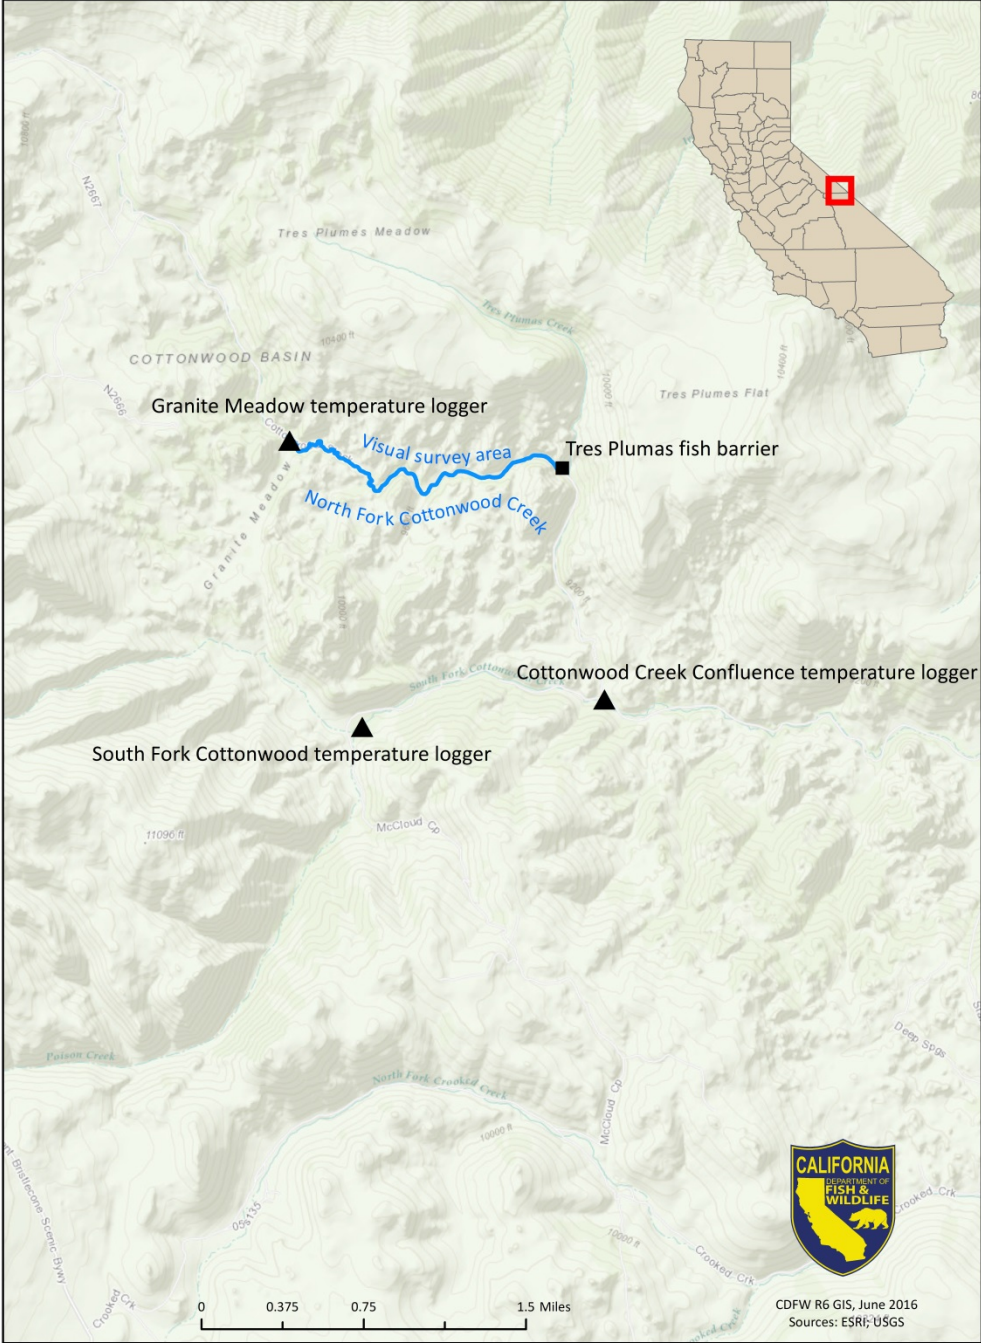 10800 ft
N2667
Tres Plumes Meadow
Tres Plumas Creek
10400 ft
COTTONWOOD BASIN
N2666
10000 ft
10400 ft
Tres Plumes Flat
Granite Meadow temperature logger
Visual survey area
Tres Plumas fish barrier
North Fork Cottonwood Creek
Granite Meadow
10000 ft
South Fork Cottonwood Creek
Cottonwood Creek Confluence temperature logger
South Fork Cottonwood temperature logger
McCloud Cp
11096 ft
Deep Spgs
Poison Creek
North Fork Crooked Creek
10000 ft
McCloud Cp
Bristlecone Scenic Bywy
05s135
Crooked Crk
10000 ft
Crooked Crk
Crooked Crk
CALIFORNIA
DEPARTMENT OF
FISH &
WILDLIFE
0 0.375 0.75 1.5 Miles
CDFW R6 GIS, June 2016
Sources: ESRI, USGS